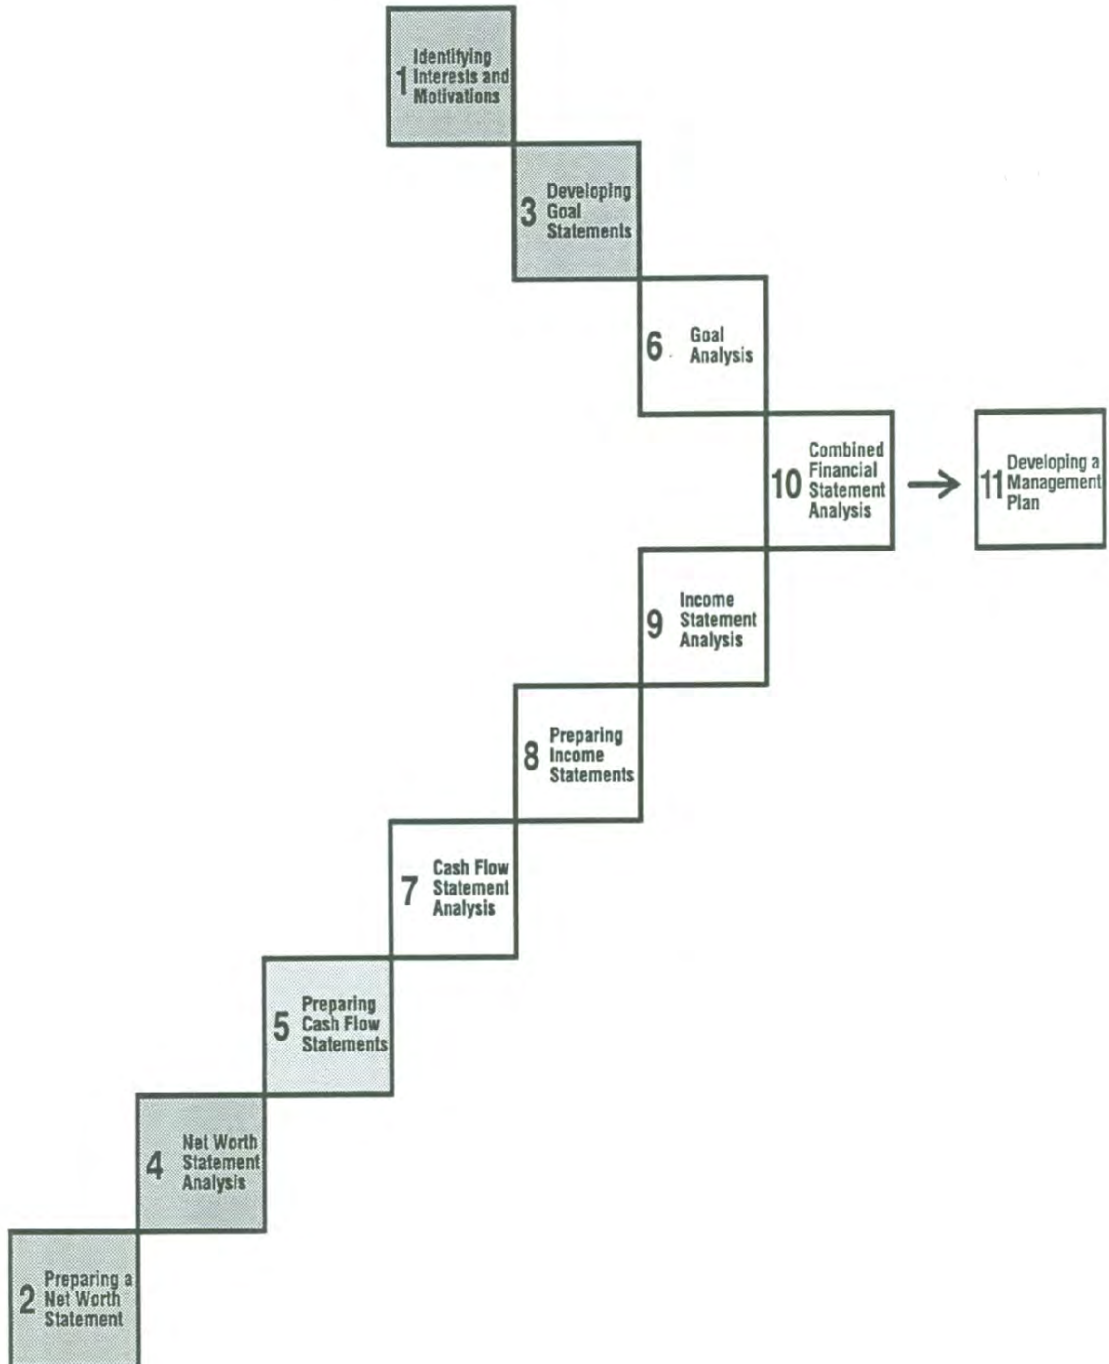 1
Identifying
Interests and
Motivations
3
Developing
Goal
Statements
6
Goal
Analysis
10
Combined
Financial
Statement
Analysis
11
Developing a
Management
Plan
9
Income
Statement
Analysis
8
Preparing
Income
Statements
7
Cash Flow
Statement
Analysis
5
Preparing
Cash Flow
Statements
4
Net Worth
Statement
Analysis
2
Preparing a
Net Worth
Statement